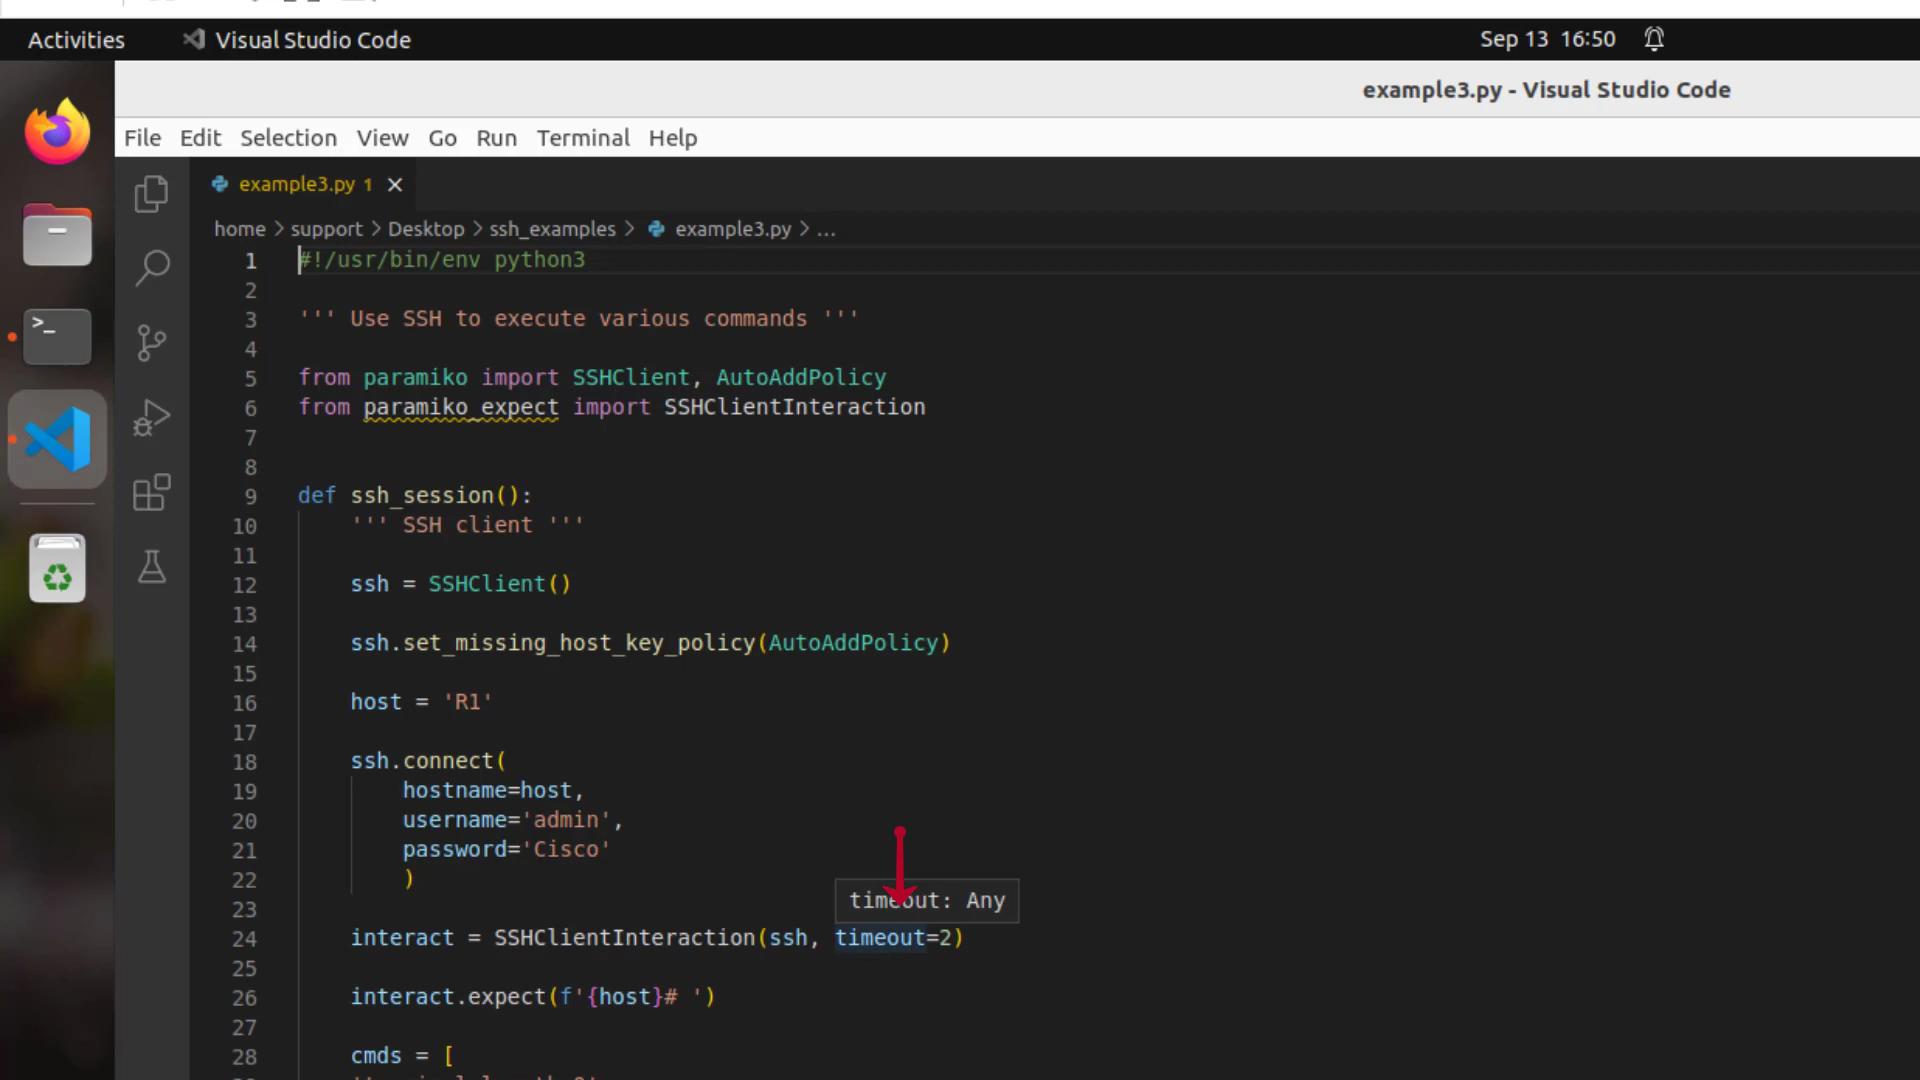 Activities Visual Studio Code Sep 13 16:50
example3.py - Visual Studio Code
File Edit Selection View Go Run Terminal Help
example3.py 1
home > support > Desktop > ssh_examples > example3.py > ...
1 #!/usr/bin/env python3
2
3 ''' Use SSH to execute various commands '''
4
5 from paramiko import SSHClient, AutoAddPolicy
6 from paramiko_expect import SSHClientInteraction
7
8
9 def ssh_session():
10 ''' SSH client '''
11
12 ssh = SSHClient()
13
14 ssh.set_missing_host_key_policy(AutoAddPolicy)
15
16 host = 'R1'
17
18 ssh.connect(
19 hostname=host,
20 username='admin',
21 password='Cisco'
22 )
23
timeout: Any
24 interact = SSHClientInteraction(ssh, timeout=2)
25
26 interact.expect(f'{host}# ')
27
28 cmds = [